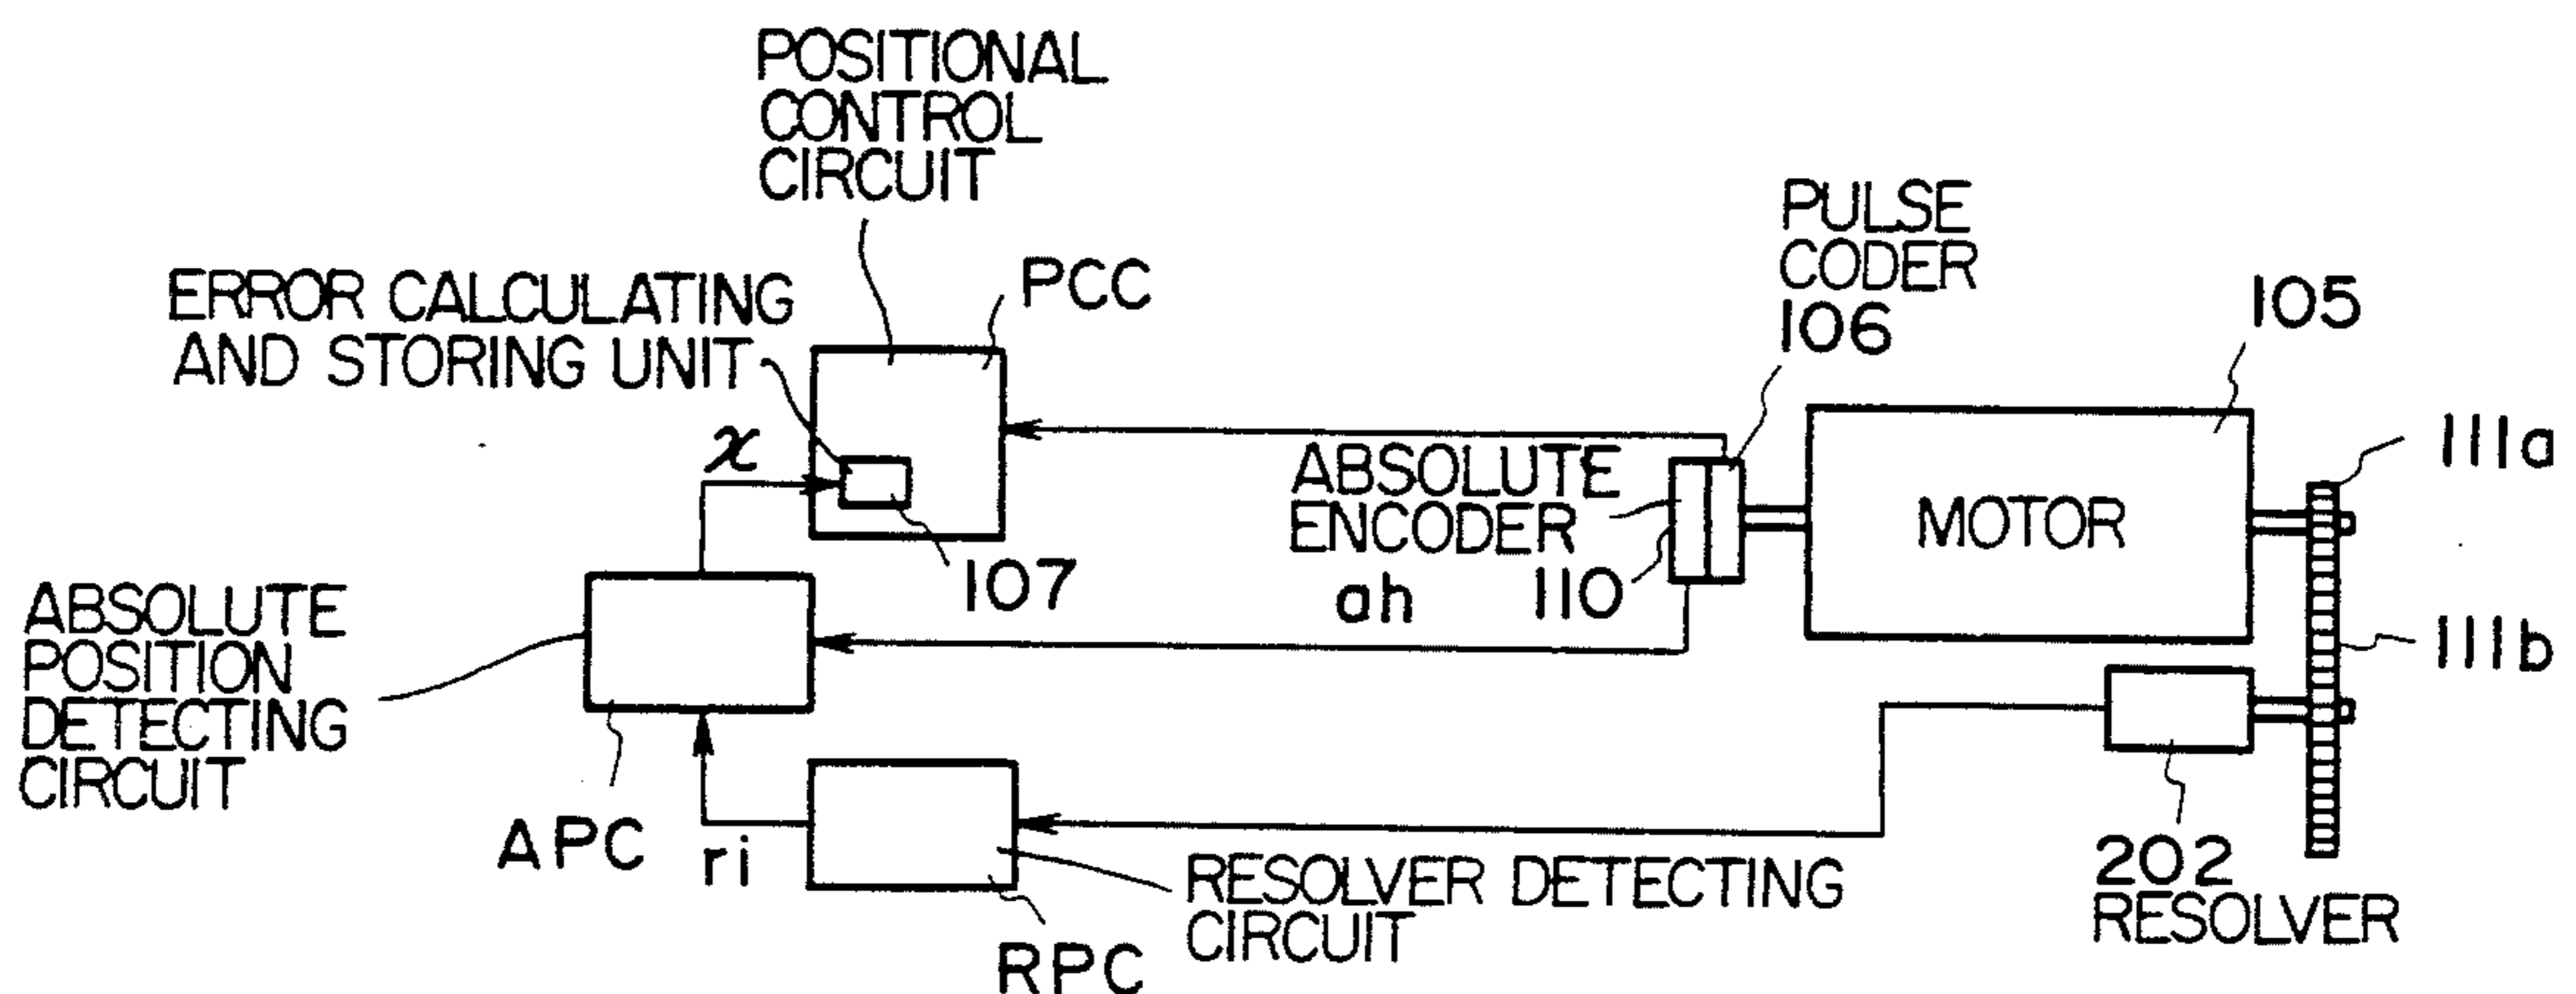 POSITIONAL
CONTROL
CIRCUIT
PCC
ERROR CALCULATING
AND STORING UNIT
x
107
PULSE
CODER
106
105
ABSOLUTE
ENCODER
110
ah
MOTOR
111a
111b
ABSOLUTE
POSITION
DETECTING
CIRCUIT
APC
ri
RESOLVER DETECTING
CIRCUIT
RPC
202
RESOLVER